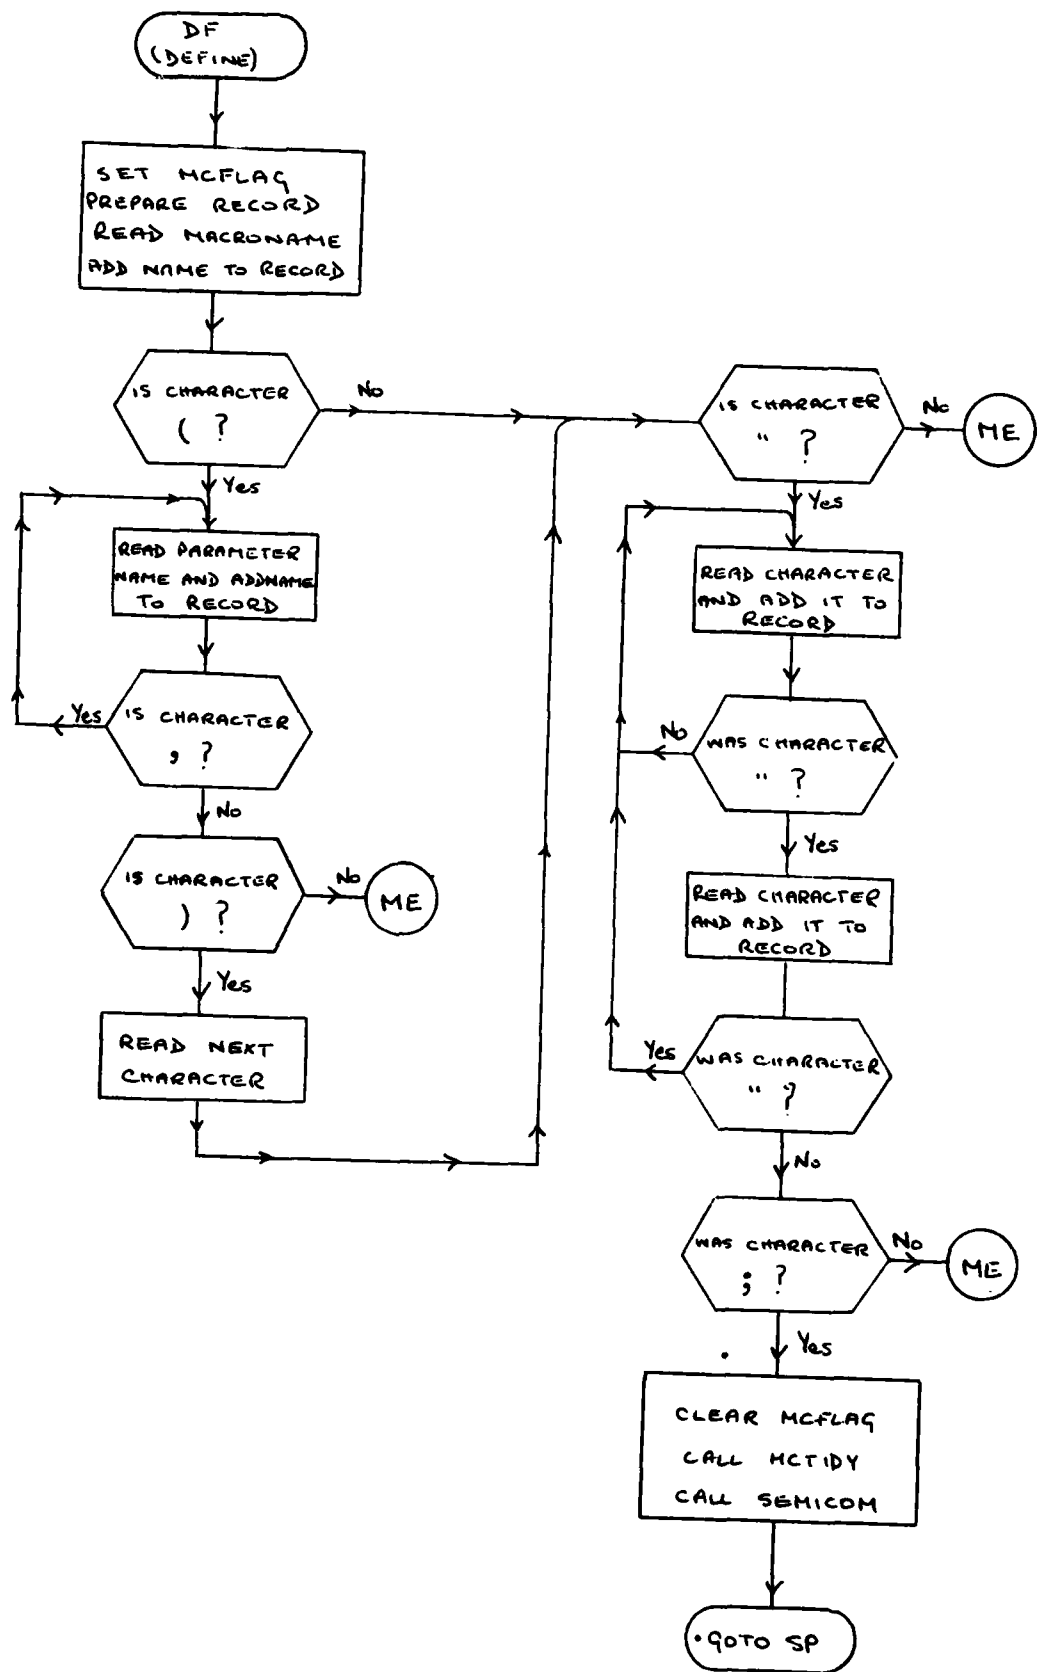 DF
(DEFINE)
SET MCFLAG
PREPARE RECORD
READ MACRONAME
ADD NAME TO RECORD
IS CHARACTER
( ?
No
Yes
READ PARAMETER
NAME AND ADDNAME
TO RECORD
Yes
IS CHARACTER
, ?
No
IS CHARACTER
) ?
No
ME
Yes
READ NEXT
CHARACTER
IS CHARACTER
" ?
No
ME
Yes
READ CHARACTER
AND ADD IT TO
RECORD
No
WAS CHARACTER
" ?
Yes
READ CHARACTER
AND ADD IT TO
RECORD
Yes
WAS CHARACTER
" ?
No
WAS CHARACTER
; ?
No
ME
Yes
CLEAR MCFLAG
CALL MCTIDY
CALL SEMICOM
GOTO SP